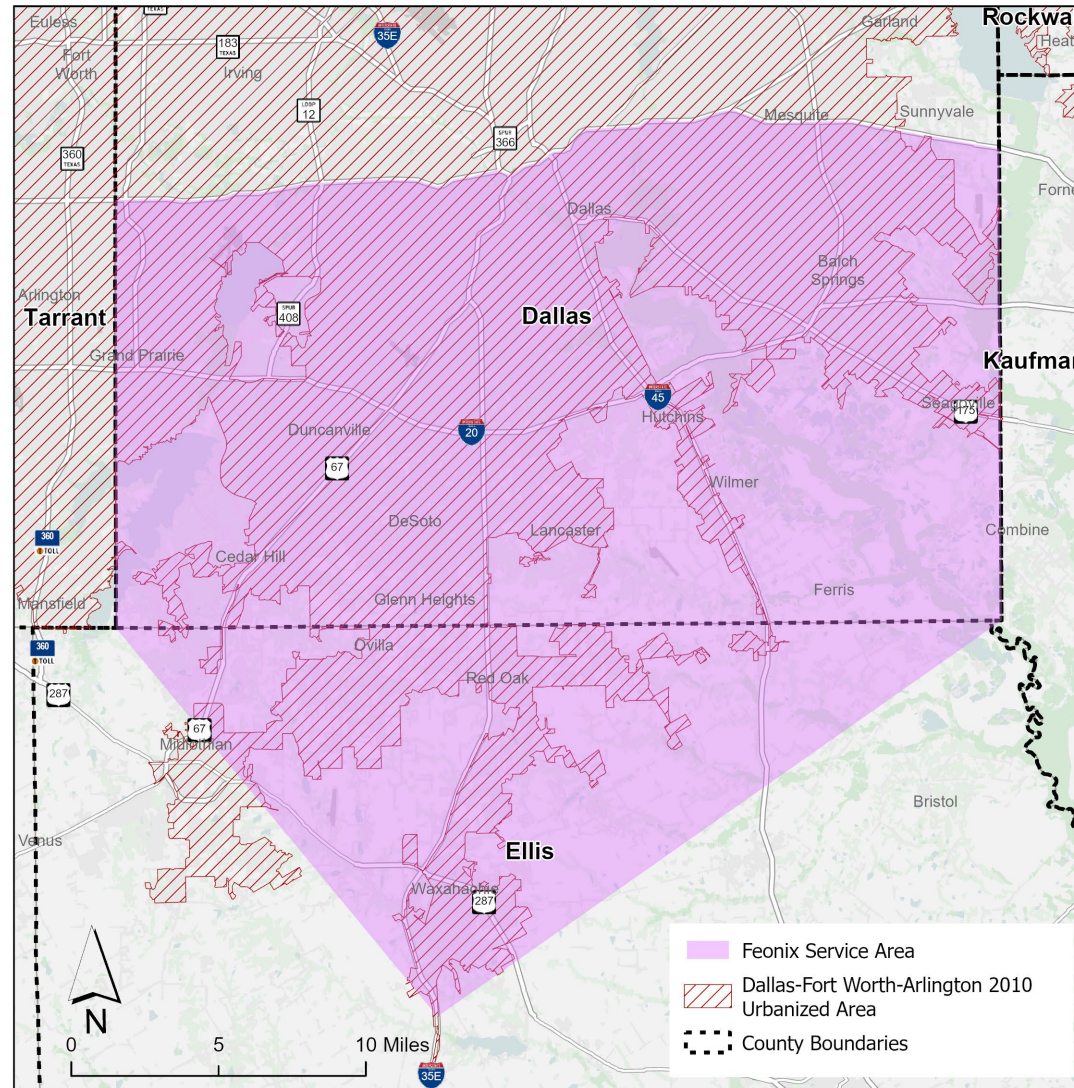 TEXAS
Euless
35E
Garland
Rockwa
183
TEXAS
Heat
Fort
Worth
Irving
LOOP
12
Mesquite
Sunnyvale
SPUR
366
360
TEXAS
Forne
Dallas
Balch
Springs
Arlington
Tarrant
SPUR
408
Dallas
Grand Prairie
Kaufmar
45
Seagoville
175
Hutchins
Duncanville
20
67
Wilmer
DeSoto
Lancaster
Combine
360
TOLL
Cedar Hill
Ferris
Mansfield
Glenn Heights
360
TOLL
Ovilla
Red Oak
287
67
Midlothian
Bristol
Venus
Ellis
Waxahachie
287
N
0 5 10 Miles
35E
Feonix Service Area
Dallas-Fort Worth-Arlington 2010
Urbanized Area
County Boundaries